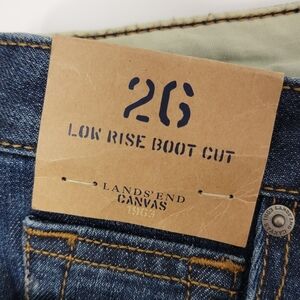 26
LOW RISE BOOT CUT
LANDS' END
CANVAS
1963